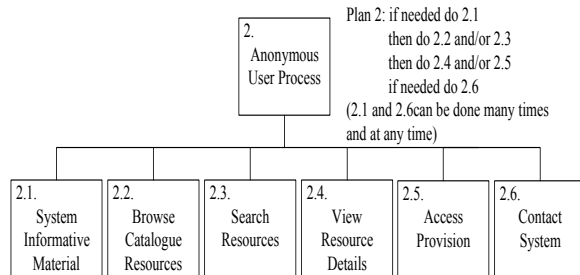 2.
Anonymous
User Process
Plan 2: if needed do 2.1
then do 2.2 and/or 2.3
then do 2.4 and/or 2.5
if needed do 2.6
(2.1 and 2.6can be done many times
and at any time)
2.1.
System
Informative
Material
2.2.
Browse
Catalogue
Resources
2.3.
Search
Resources
2.4.
View
Resource
Details
2.5.
Access
Provision
2.6.
Contact
System